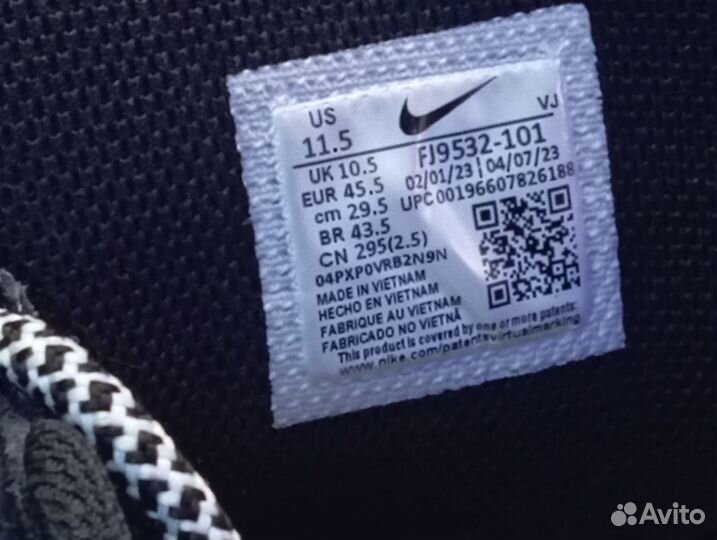 US
11.5
VJ
UK 10.5
EUR 45.5
cm 29.5
BR 43.5
CN 295(2.5)
FJ9532-101
02/01/23 | 04/07/23
UPC 00196607826188
04PXP0VRB2N9N
MADE IN VIETNAM
HECHO EN VIETNAM
FABRIQUE AU VIETNAM
FABRICADO NO VIETNÃ
This product is covered by one or more patents:
www.nike.com/patentsvirtualmarking
Avito